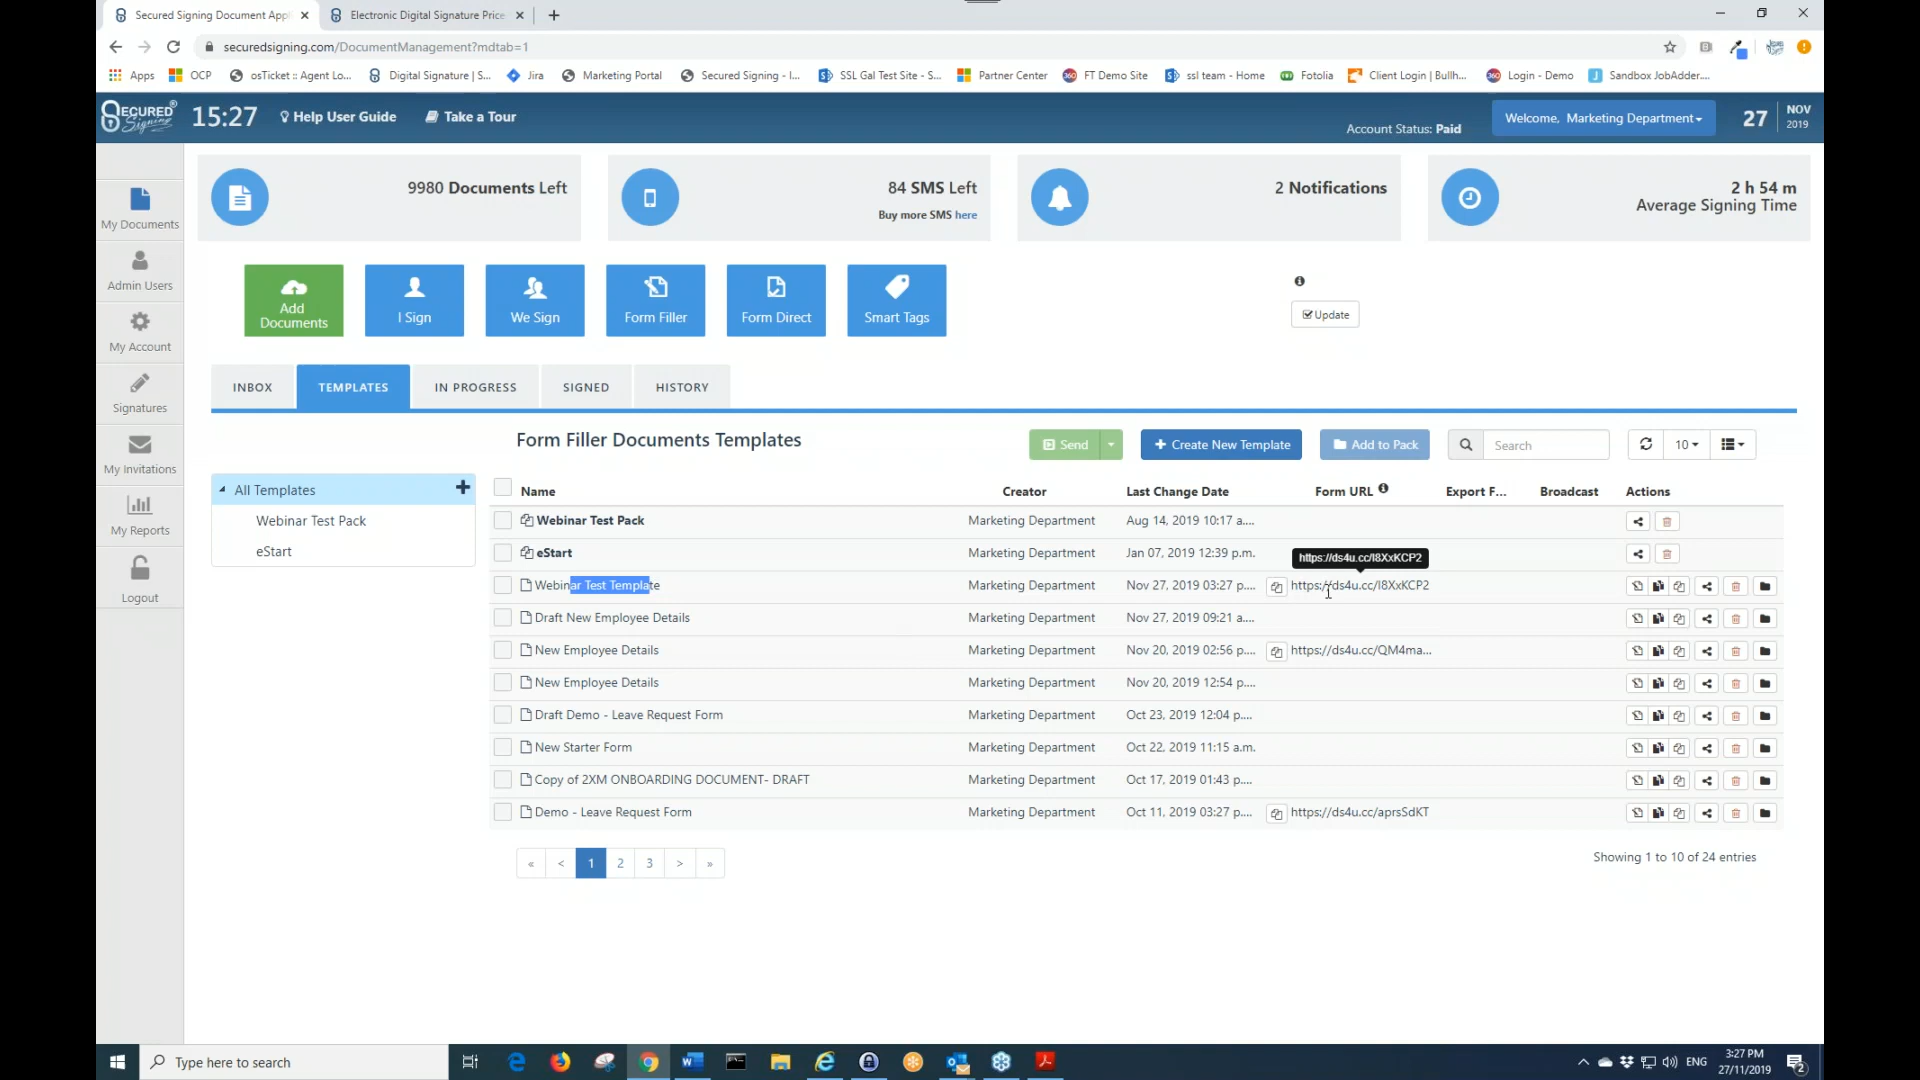 Secured Signing Document Appl
Electronic Digital Signature Price
securedsigning.com/DocumentManagement?mdtab=1
Apps
OCP
osTicket :: Agent Lo...
Digital Signature | S...
Jira
Marketing Portal
Secured Signing - I...
SSL Gal Test Site - S...
Partner Center
FT Demo Site
ssl team - Home
Fotolia
Client Login | Bullh...
Login - Demo
Sandbox JobAdder....
SECURED Signing
15:27
Help User Guide
Take a Tour
Account Status: Paid
Welcome, Marketing Department
27
NOV
2019
My Documents
Admin Users
My Account
Signatures
My Invitations
My Reports
Logout
9980 Documents Left
84 SMS Left
Buy more SMS here
2 Notifications
2 h 54 m
Average Signing Time
Add
Documents
I Sign
We Sign
Form Filler
Form Direct
Smart Tags
Update
INBOX
TEMPLATES
IN PROGRESS
SIGNED
HISTORY
Form Filler Documents Templates
Send
+ Create New Template
Add to Pack
Search
10
All Templates
Webinar Test Pack
eStart
Name Creator Last Change Date Form URL Export F... Broadcast Actions
Webinar Test Pack Marketing Department Aug 14, 2019 10:17 a....
eStart Marketing Department Jan 07, 2019 12:39 p.m.
https://ds4u.cc/I8XxKCP2
Webinar Test Template Marketing Department Nov 27, 2019 03:27 p.... https://ds4u.cc/I8XxKCP2
Draft New Employee Details Marketing Department Nov 27, 2019 09:21 a....
New Employee Details Marketing Department Nov 20, 2019 02:56 p.... https://ds4u.cc/QM4ma...
New Employee Details Marketing Department Nov 20, 2019 12:54 p....
Draft Demo - Leave Request Form Marketing Department Oct 23, 2019 12:04 p....
New Starter Form Marketing Department Oct 22, 2019 11:15 a.m.
Copy of 2XM ONBOARDING DOCUMENT- DRAFT Marketing Department Oct 17, 2019 01:43 p....
Demo - Leave Request Form Marketing Department Oct 11, 2019 03:27 p.... https://ds4u.cc/aprsSdKT
« < 1 2 3 > »
Showing 1 to 10 of 24 entries
Type here to search
ENG
3:27 PM
27/11/2019
2